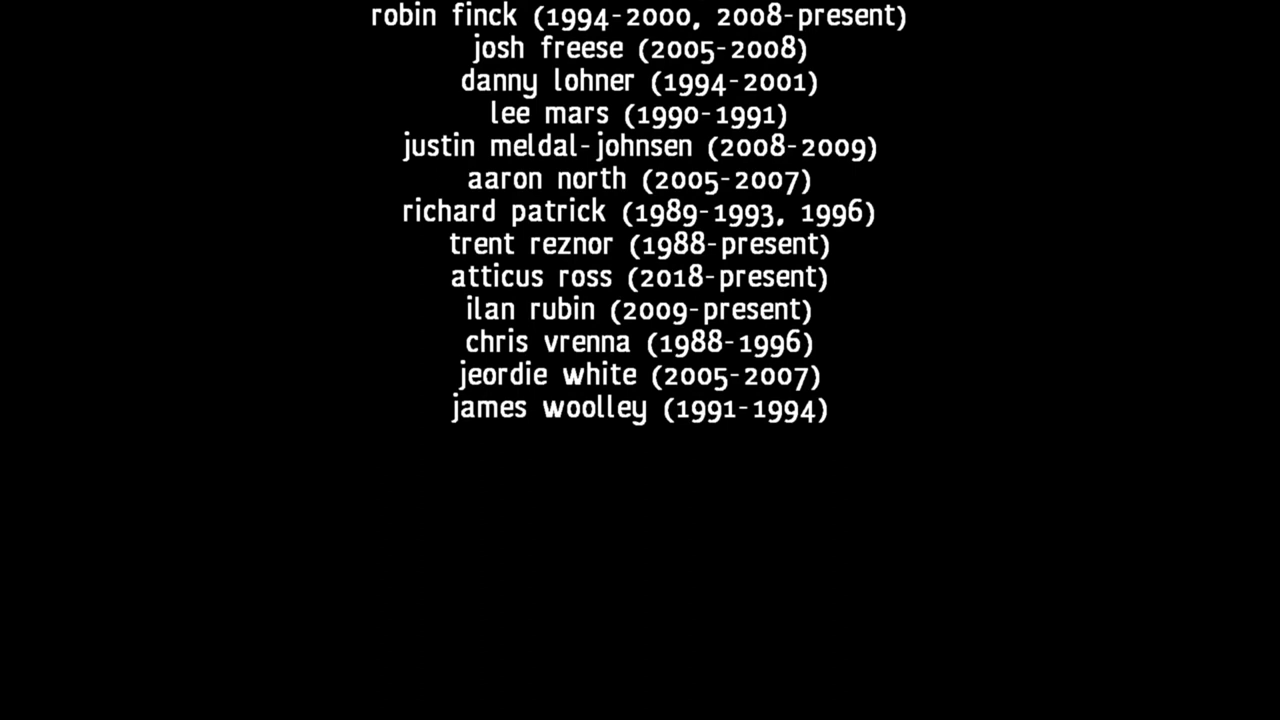 robin finck (1994-2000, 2008-present)
josh freese (2005-2008)
danny lohner (1994-2001)
lee mars (1990-1991)
justin meldal-johnsen (2008-2009)
aaron north (2005-2007)
richard patrick (1989-1993, 1996)
trent reznor (1988-present)
atticus ross (2018-present)
ilan rubin (2009-present)
chris vrenna (1988-1996)
jeordie white (2005-2007)
james woolley (1991-1994)